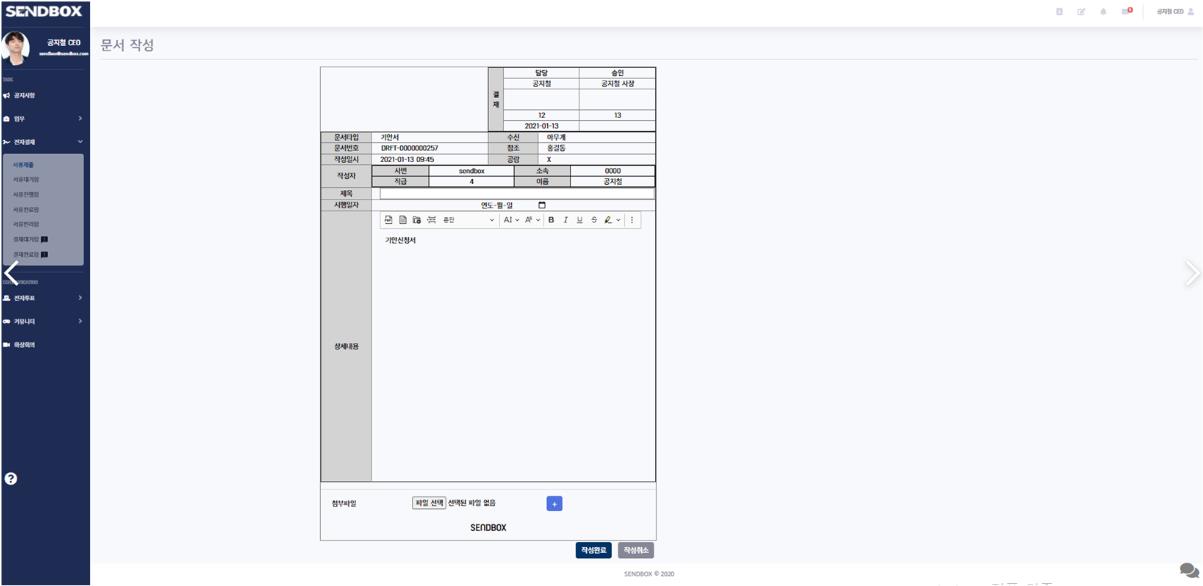 SENDBOX
공지철 CEO
sendbox@sendbox.com
공지철 CEO
공지사항
업무
전자결재
서류제출
서류대기함
서류진행함
서류완료함
서류반려함
결재대기함
결재완료함
전자투표
커뮤니티
화상회의
문서 작성
결재
담당 승인
공지철 공지철 사장
12 13
2021-01-13
문서타입 기안서 수신 아무개
문서번호 DRFT-0000000257 참조 홍길동
작성일시 2021-01-13 09:45 공람 X
작성자 사번 sendbox 소속 0000
직급 4 이름 공지철
제목
시행일자 연도-월-일
상세내용
기안신청서
첨부파일 파일 선택 선택된 파일 없음 +
SENDBOX
작성완료 작성취소
SENDBOX © 2020